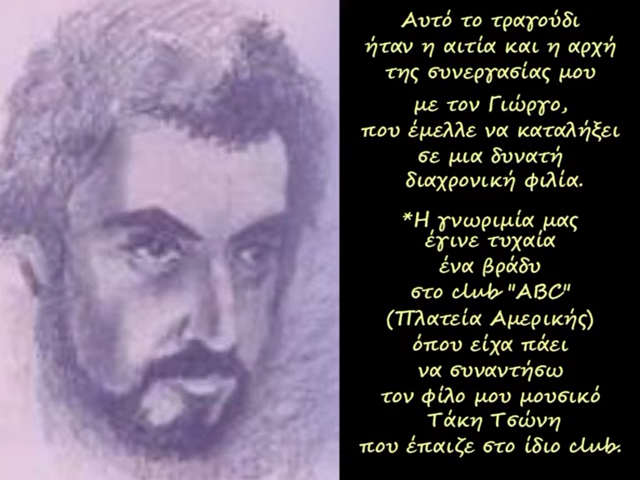 Αυτό το τραγούδι
ήταν η αιτία και η αρχή
της συνεργασίας μου
με τον Γιώργο,
που έμελλε να καταλήξει
σε μια δυνατή
διαχρονική φιλία.
*Η γνωριμία μας
έγινε τυχαία
ένα βράδυ
στο club "ABC"
(Πλατεία Αμερικής)
όπου είχα πάει
να συναντήσω
τον φίλο μου μουσικό
Τάκη Τσώνη
που έπαιζε στο ίδιο club.